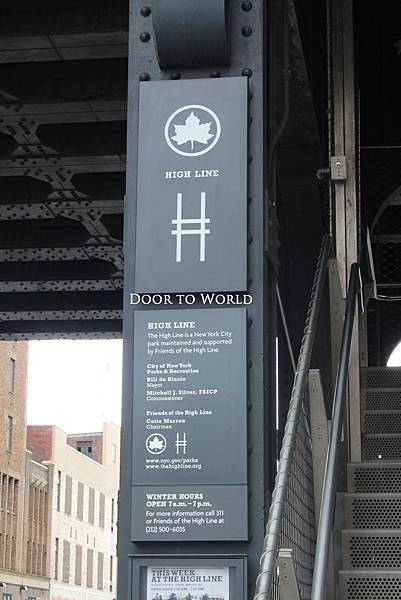 HIGH LINE
DOOR TO WORLD
HIGH LINE
The High Line is a New York City
park maintained and supported
by Friends of the High Line.
City of New York
Parks & Recreation
Bill de Blasio
Mayor
Mitchell J. Silver, FAICP
Commissioner
Friends of the High Line
Catie Marron
Chairman
www.nyc.gov/parks
www.thehighline.org
WINTER HOURS
OPEN 7a.m. – 7p.m.
For more information call 311
or Friends of the High Line at
(212) 500-6035
THIS WEEK
AT THE HIGH LINE